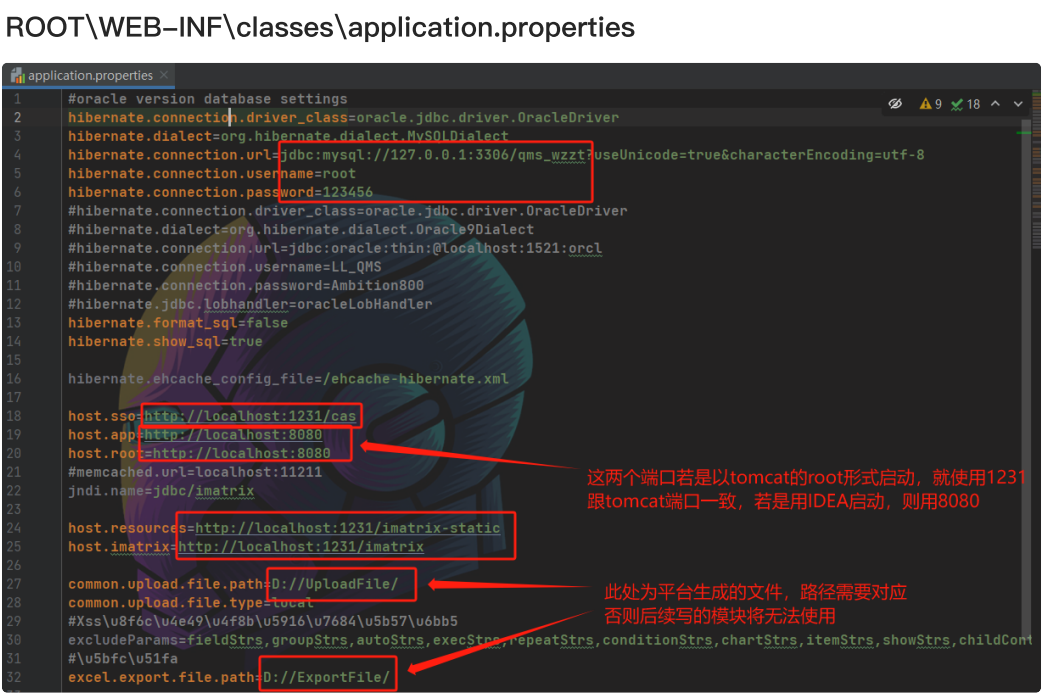 ROOT\WEB-INF\classes\application.properties
application.properties
9 18
1 #oracle version database settings
2 hibernate.connection.driver_class=oracle.jdbc.driver.OracleDriver
3 hibernate.dialect=org.hibernate.dialect.MySQLDialect
4 hibernate.connection.url=jdbc:mysql://127.0.0.1:3306/qms_wzzt?useUnicode=true&characterEncoding=utf-8
5 hibernate.connection.username=root
6 hibernate.connection.password=123456
7 #hibernate.connection.driver_class=oracle.jdbc.driver.OracleDriver
8 #hibernate.dialect=org.hibernate.dialect.Oracle9Dialect
9 #hibernate.connection.url=jdbc:oracle:thin:@localhost:1521:orcl
10 #hibernate.connection.username=LL_QMS
11 #hibernate.connection.password=Ambition800
12 #hibernate.jdbc.lobhandler=oracleLobHandler
13 hibernate.format_sql=false
14 hibernate.show_sql=true
15
16 hibernate.ehcache_config_file=/ehcache-hibernate.xml
17
18 host.sso=http://localhost:1231/cas
19 host.app=http://localhost:8080
20 host.root=http://localhost:8080
这两个端口若是以tomcat的root形式启动，就使用1231
跟tomcat端口一致，若是用IDEA启动，则用8080
21 #memcached.url=localhost:11211
22 jndi.name=jdbc/imatrix
23
24 host.resources=http://localhost:1231/imatrix-static
25 host.imatrix=http://localhost:1231/imatrix
26
27 common.upload.file.path=D://UploadFile/
此处为平台生成的文件，路径需要对应
否则后续写的模块将无法使用
28 common.upload.file.type=local
29 #Xss\u8f6c\u4e49\u4f8b\u5916\u7684\u5b57\u6bb5
30 excludeParams=fieldStrs,groupStrs,autoStrs,execStrs,repeatStrs,conditionStrs,chartStrs,itemStrs,showStrs,childCont
31 #\u5bfc\u51fa
32 excel.export.file.path=D://ExportFile/